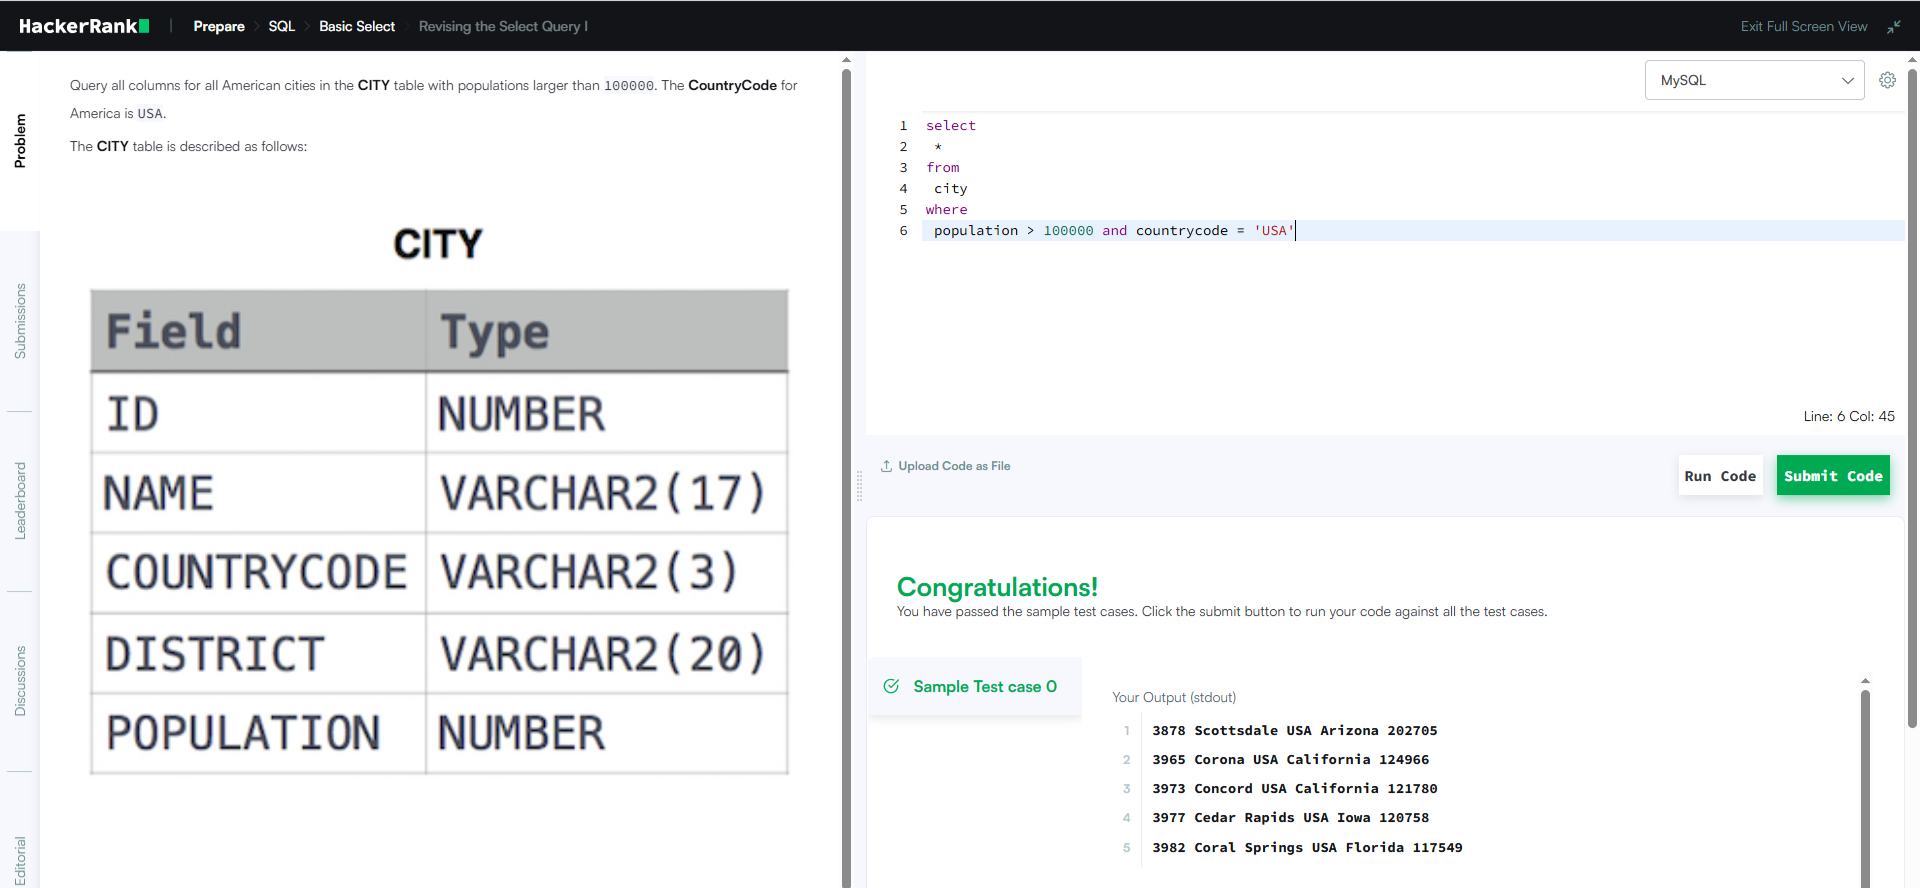 HackerRank | Prepare > SQL > Basic Select > Revising the Select Query I
Exit Full Screen View
Problem
Submissions
Leaderboard
Discussions
Editorial
Query all columns for all American cities in the CITY table with populations larger than 100000. The CountryCode for
America is USA.
The CITY table is described as follows:
CITY
Field Type
ID NUMBER
NAME VARCHAR2(17)
COUNTRYCODE VARCHAR2(3)
DISTRICT VARCHAR2(20)
POPULATION NUMBER
MySQL
1 select
2 *
3 from
4 city
5 where
6 population > 100000 and countrycode = 'USA'
Line: 6 Col: 45
Upload Code as File
Run Code
Submit Code
Congratulations!
You have passed the sample test cases. Click the submit button to run your code against all the test cases.
Sample Test case 0
Your Output (stdout)
1 3878 Scottsdale USA Arizona 202705
2 3965 Corona USA California 124966
3 3973 Concord USA California 121780
4 3977 Cedar Rapids USA Iowa 120758
5 3982 Coral Springs USA Florida 117549